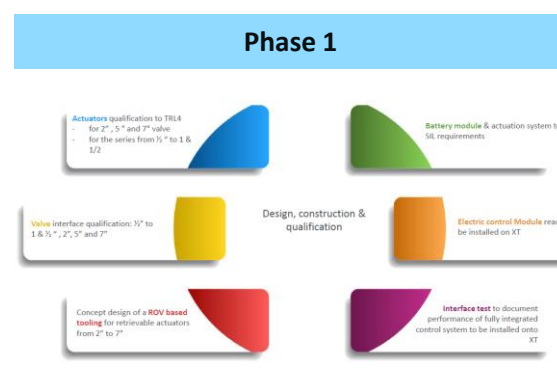 Phase 1
Actuators qualification to TRL4
- for 2" , 5 " and 7" valve
- for the series from ½ " to 1 &
1/2
Battery module & actuation system t
SIL requirements
Valve interface qualification: ½" to
1 & ½ " , 2", 5" and 7"
Design, construction &
qualification
Electric control Module rea
be installed on XT
Concept design of a ROV based
tooling for retrievable actuators
from 2" to 7"
Interface test to document
performance of fully integrated
control system to be installed onto
XT